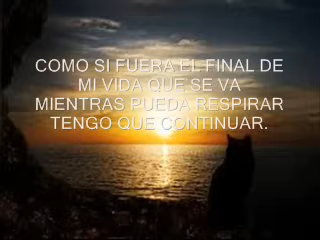 COMO SI FUERA EL FINAL DE
MI VIDA QUE SE VA
MIENTRAS PUEDA RESPIRAR
TENGO QUE CONTINUAR.